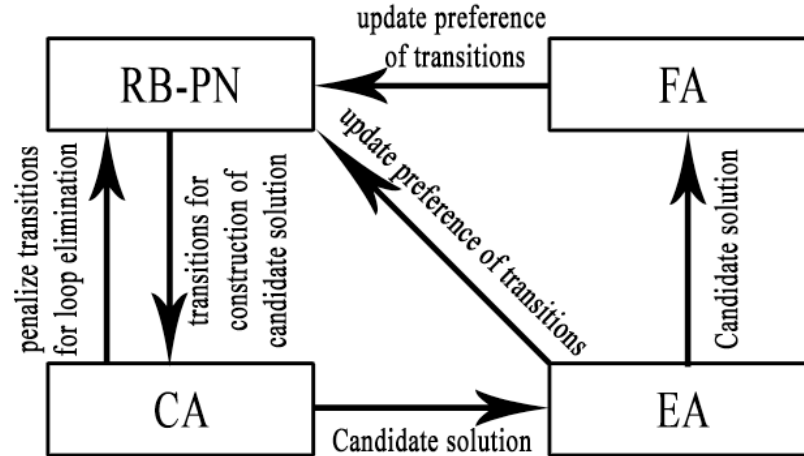 update preference
of transitions
RB-PN
FA
penalize transitions
for loop elimination
transitions for
construction of
candidate solution
update preference of transitions
Candidate solution
CA
Candidate solution
EA